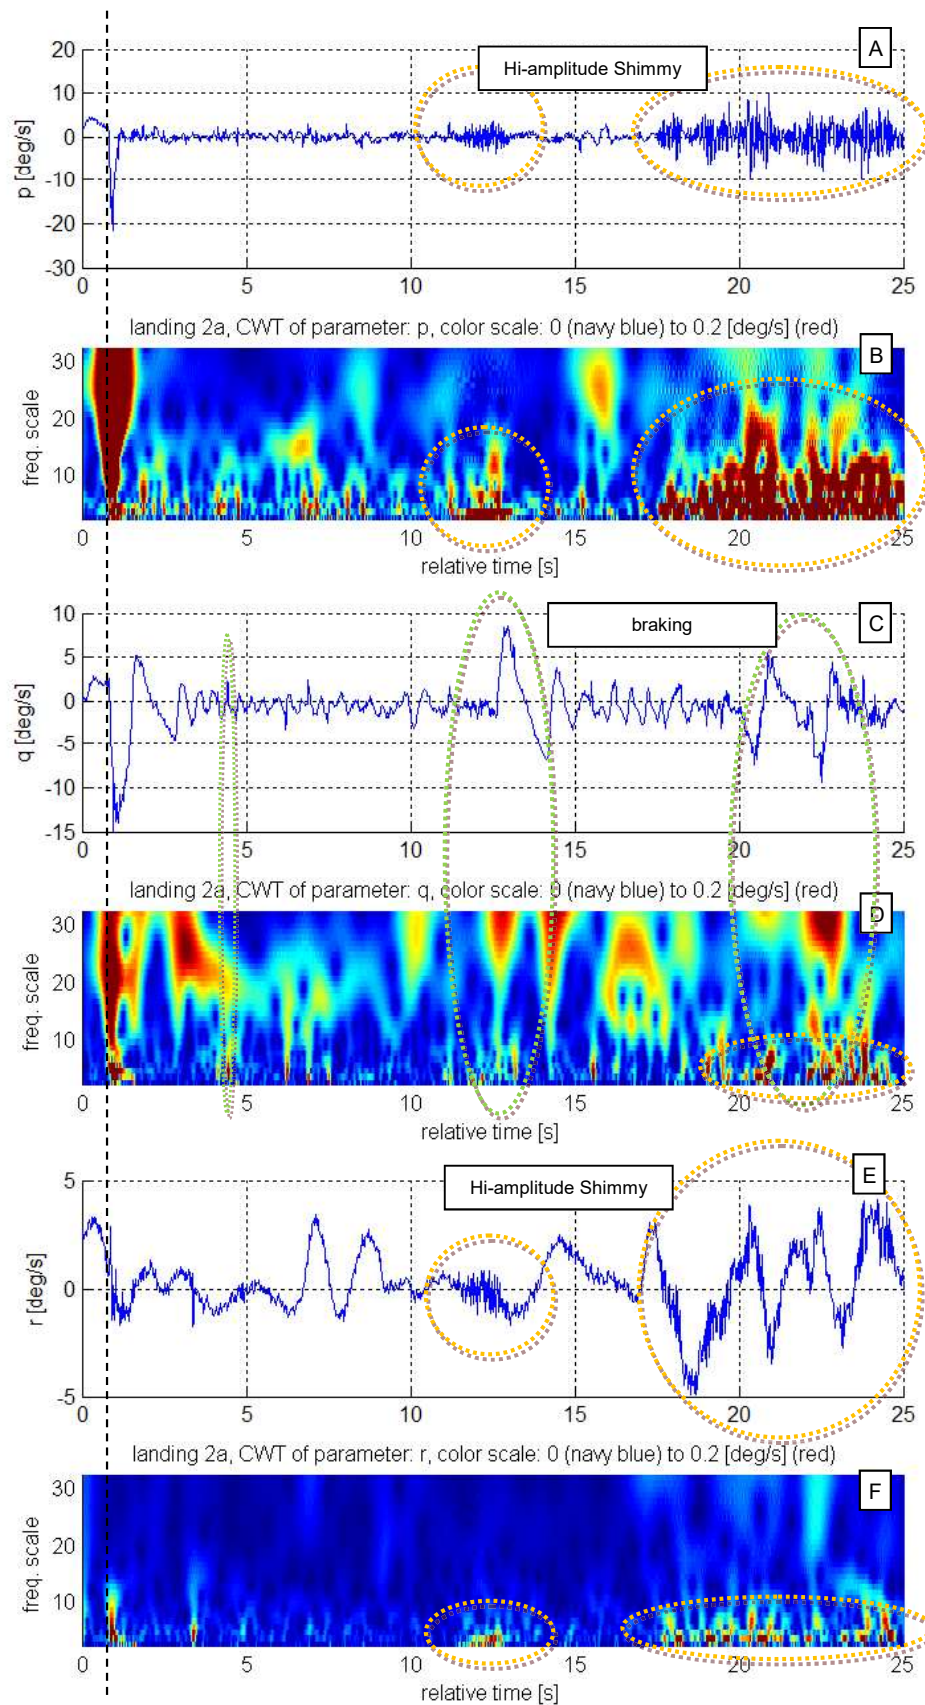 A
Hi-amplitude Shimmy
20
10
0
-10
-20
-30
p [deg/s]
0 5 10 15 20 25
landing 2a, CWT of parameter: p, color scale: 0 (navy blue) to 0.2 [deg/s] (red)
B
30
20
10
freq. scale
0 5 10 15 20 25
relative time [s]
C
braking
10
5
0
-5
-10
-15
q [deg/s]
0 5 10 15 20 25
landing 2a, CWT of parameter: q, color scale: 0 (navy blue) to 0.2 [deg/s] (red)
D
30
20
10
freq. scale
0 5 10 15 20 25
relative time [s]
E
Hi-amplitude Shimmy
5
0
-5
r [deg/s]
0 5 10 15 20 25
landing 2a, CWT of parameter: r, color scale: 0 (navy blue) to 0.2 [deg/s] (red)
F
30
20
10
freq. scale
0 5 10 15 20 25
relative time [s]